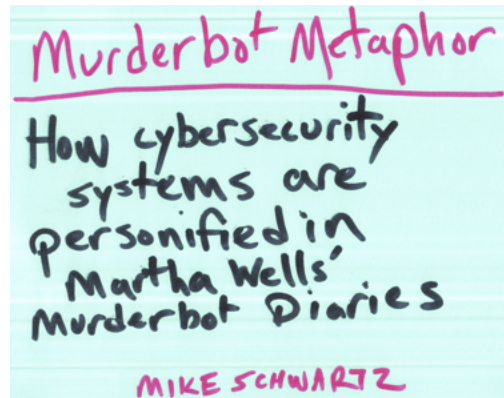 Murderbot Metaphor
How cybersecurity
systems are
personified in
Martha Wells'
Murderbot Diaries
MIKE SCHWARTZ